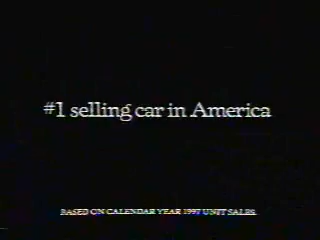 #1 selling car in America
BASED ON CALENDAR YEAR 1997 UNIT SALES.